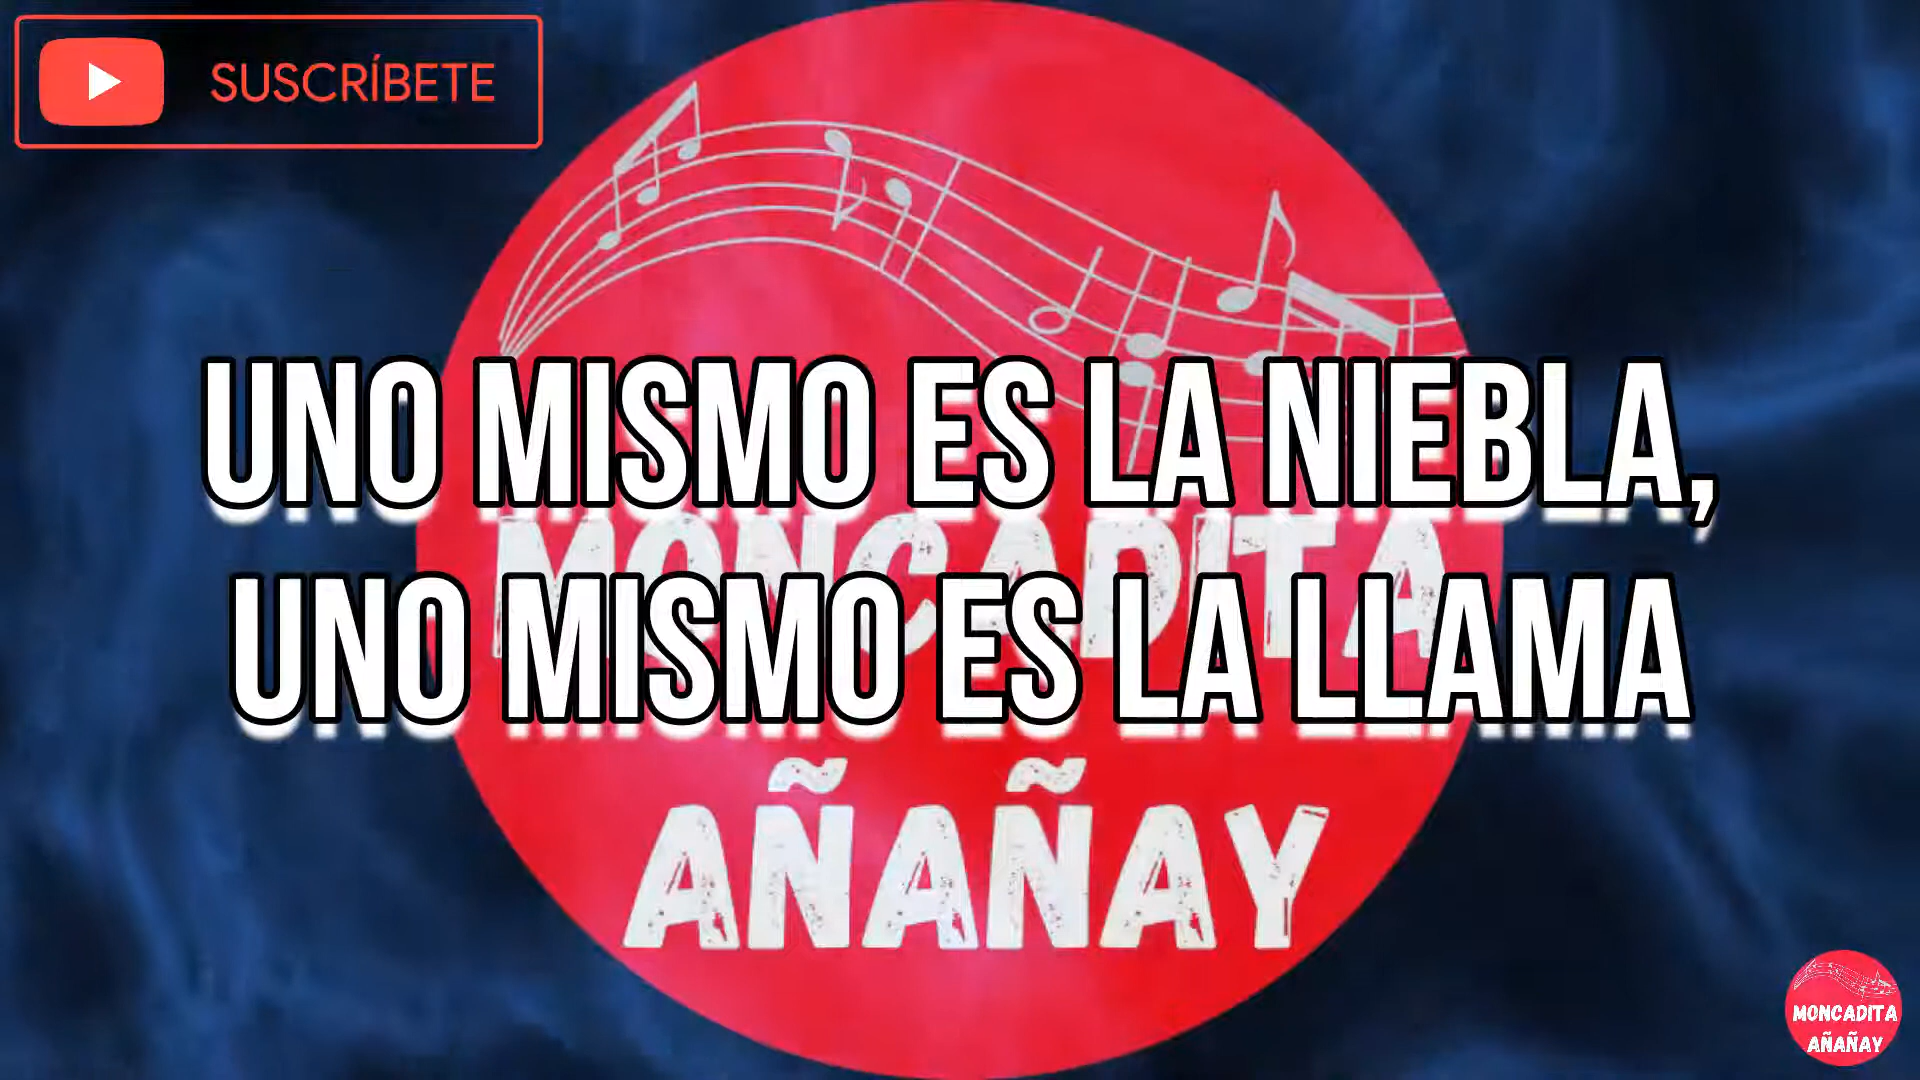 SUSCRÍBETE
UNO MISMO ES LA NIEBLA,
MONCADITA
UNO MISMO ES LA LLAMA
AÑAÑAY
MONCADITA
AÑAÑAY